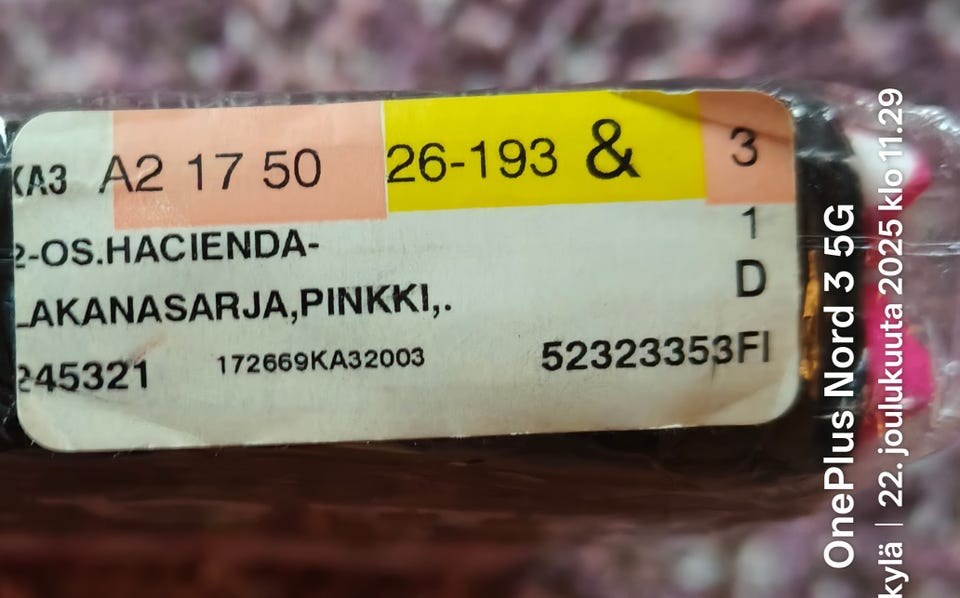 KA3 A2 17 50 26-193 & 3
1
2-OS.HACIENDA-
D
LAKANASARJA,PINKKI,.
245321 172669KA32003 52323353FI
OnePlus Nord 3 5G
kylä | 22. joulukuuta 2025 klo 11.29